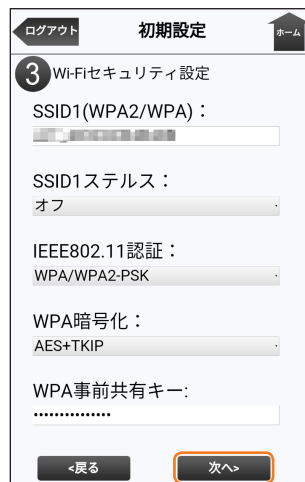 ログアウト
初期設定
ホーム
3 Wi-Fiセキュリティ設定
SSID1(WPA2/WPA)：
SSID1ステルス：
オフ
IEEE802.11認証：
WPA/WPA2-PSK
WPA暗号化：
AES+TKIP
WPA事前共有キー:
•••••••••••••••
<戻る
次へ>